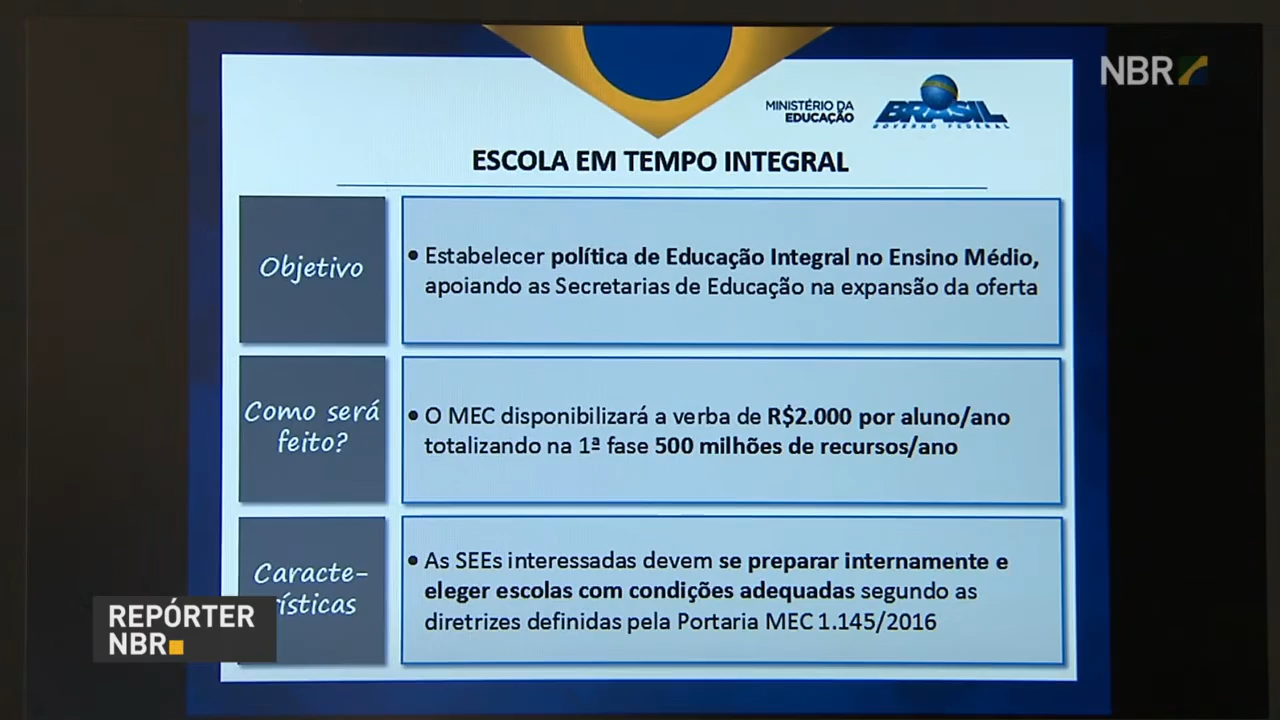 NBR
MINISTÉRIO DA
EDUCAÇÃO
BRASIL
GOVERNO FEDERAL
ESCOLA EM TEMPO INTEGRAL
Objetivo
• Estabelecer política de Educação Integral no Ensino Médio,
apoiando as Secretarias de Educação na expansão da oferta
Como será
feito?
• O MEC disponibilizará a verba de R$2.000 por aluno/ano
totalizando na 1ª fase 500 milhões de recursos/ano
Caracte-
rísticas
• As SEEs interessadas devem se preparar internamente e
eleger escolas com condições adequadas segundo as
diretrizes definidas pela Portaria MEC 1.145/2016
REPÓRTER
NBR